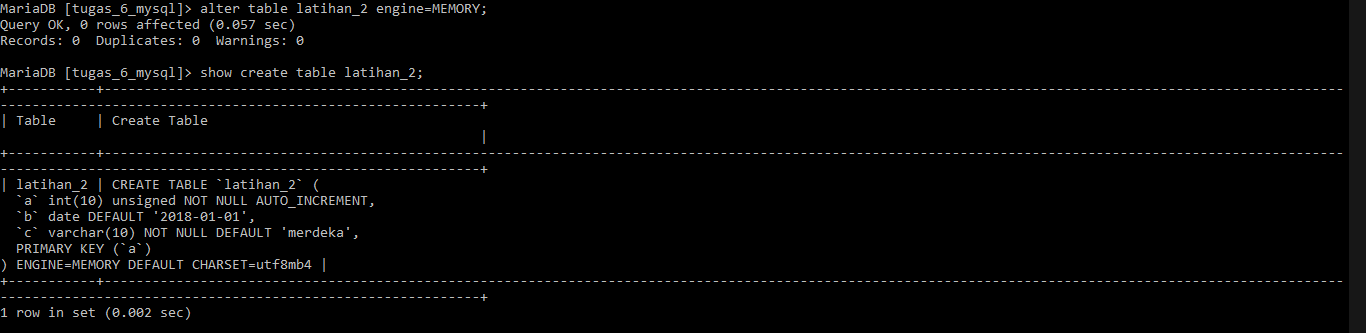 MariaDB [tugas_6_mysql]> alter table latihan_2 engine=MEMORY;
Query OK, 0 rows affected (0.057 sec)
Records: 0  Duplicates: 0  Warnings: 0

MariaDB [tugas_6_mysql]> show create table latihan_2;
+-----------+--------------------------------------------------------------------------------------------------------------------------------------------------------------------------
------------------------------------------------------------+
| Table     | Create Table
                                                            |
+-----------+--------------------------------------------------------------------------------------------------------------------------------------------------------------------------
------------------------------------------------------------+
| latihan_2 | CREATE TABLE `latihan_2` (
  `a` int(10) unsigned NOT NULL AUTO_INCREMENT,
  `b` date DEFAULT '2018-01-01',
  `c` varchar(10) NOT NULL DEFAULT 'merdeka',
  PRIMARY KEY (`a`)
) ENGINE=MEMORY DEFAULT CHARSET=utf8mb4 |
+-----------+--------------------------------------------------------------------------------------------------------------------------------------------------------------------------
------------------------------------------------------------+
1 row in set (0.002 sec)